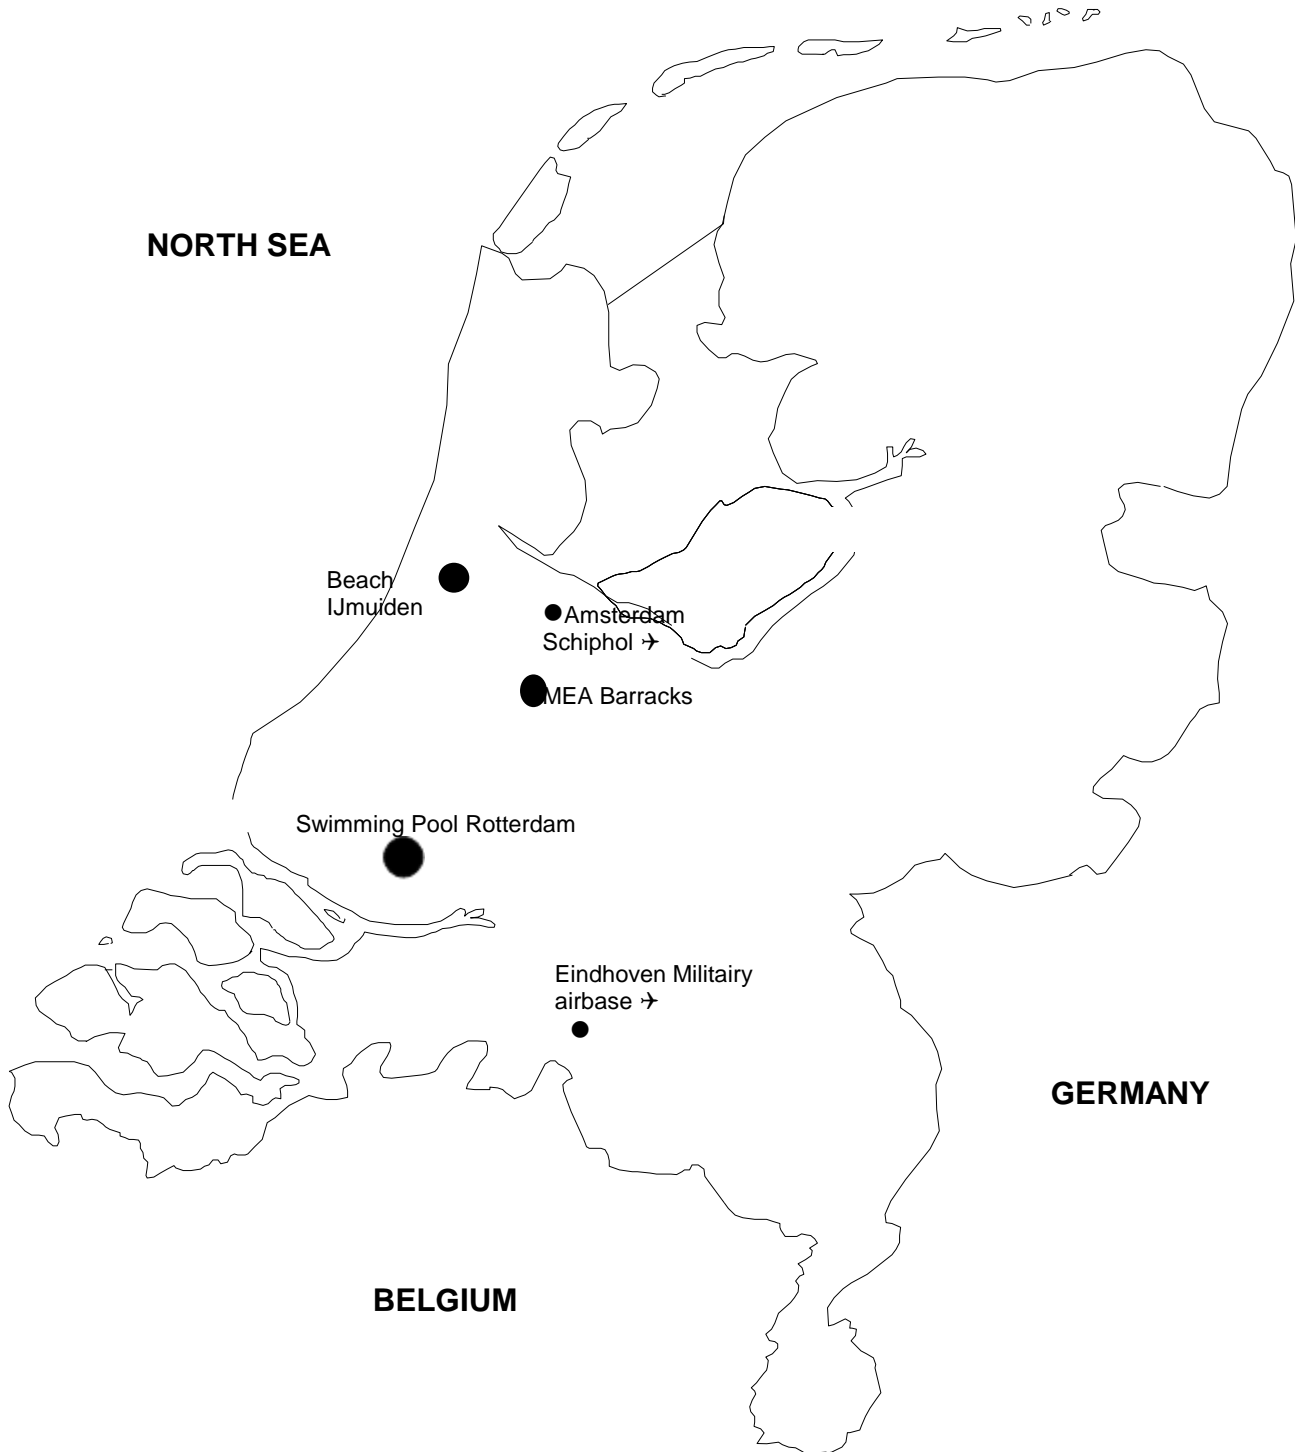 NORTH SEA
Beach
IJmuiden
Amsterdam
Schiphol ✈
MEA Barracks
Swimming Pool Rotterdam
Eindhoven Militairy
airbase ✈
GERMANY
BELGIUM